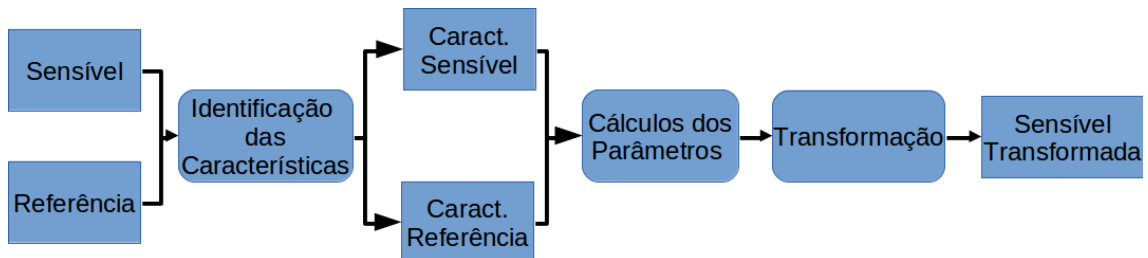 Sensível
Referência
Identificação
das
Características
Caract.
Sensível
Caract.
Referência
Cálculos dos
Parâmetros
Transformação
Sensível
Transformada